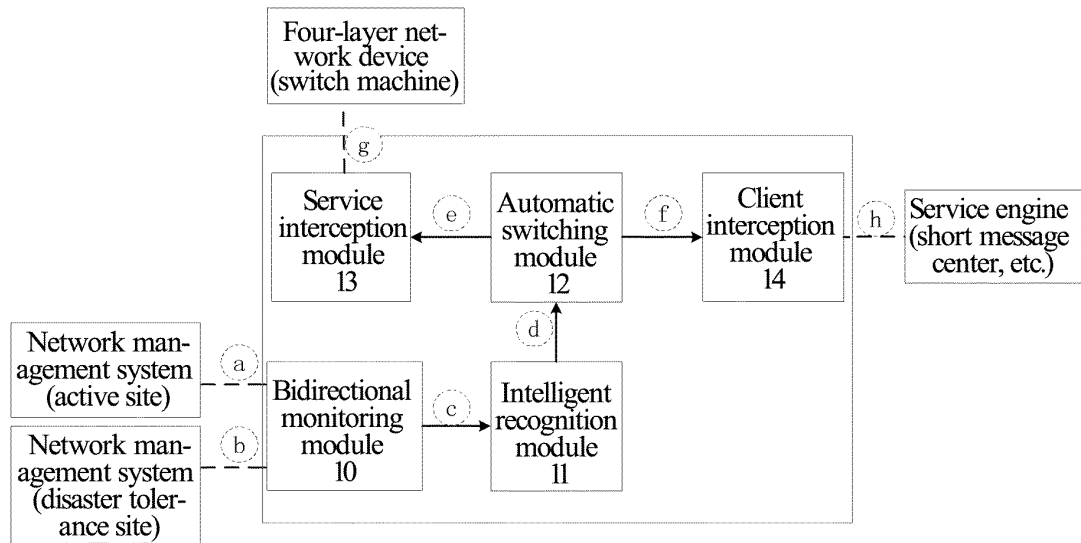 Four-layer net-
work device
(switch machine)
g
Service
interception
module
13
e
Automatic
switching
module
12
f
Client
interception
module
14
h
Service engine
(short message
center, etc.)
d
Network man-
agement system
(active site)
a
Bidirectional
monitoring
module
10
c
Intelligent
recognition
module
11
Network man-
agement system
(disaster toler-
ance site)
b